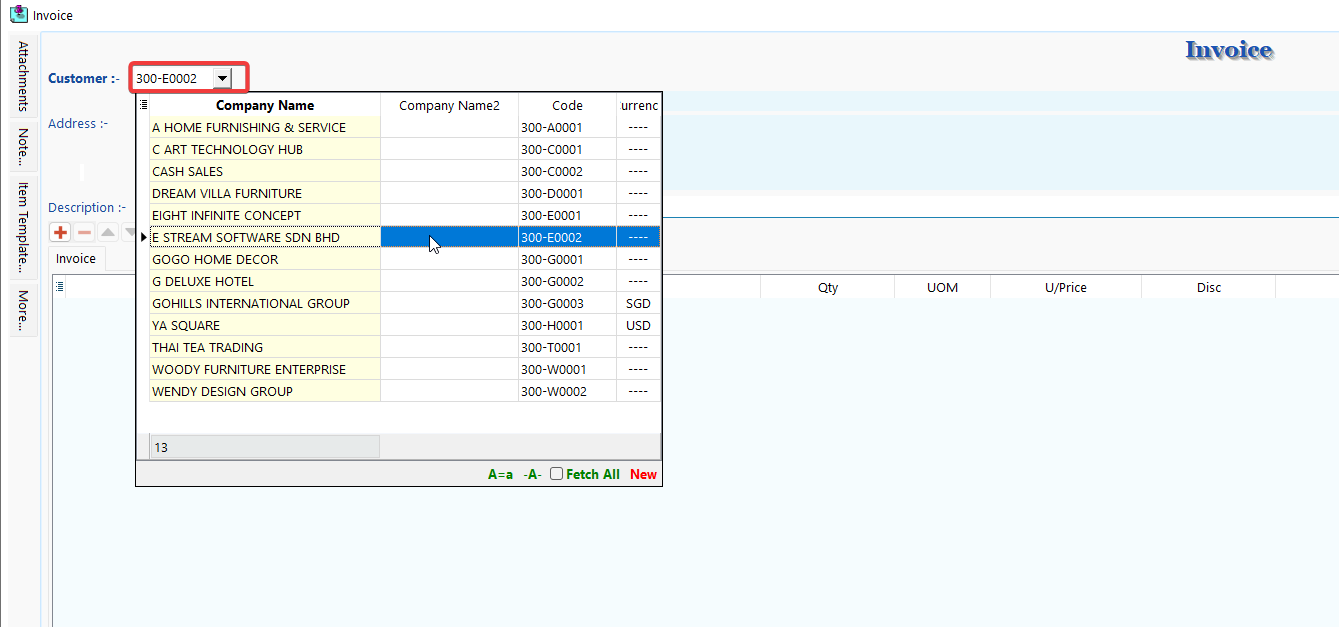 Invoice
Invoice
Attachments
Note...
Item Template...
More...
Customer :-
300-E0002
Address :-
Description :-
Company Name Company Name2 Code urrenc
A HOME FURNISHING & SERVICE 300-A0001 ----
C ART TECHNOLOGY HUB 300-C0001 ----
CASH SALES 300-C0002 ----
DREAM VILLA FURNITURE 300-D0001 ----
EIGHT INFINITE CONCEPT 300-E0001 ----
E STREAM SOFTWARE SDN BHD 300-E0002 ----
GOGO HOME DECOR 300-G0001 ----
G DELUXE HOTEL 300-G0002 ----
GOHILLS INTERNATIONAL GROUP 300-G0003 SGD
YA SQUARE 300-H0001 USD
THAI TEA TRADING 300-T0001 ----
WOODY FURNITURE ENTERPRISE 300-W0001 ----
WENDY DESIGN GROUP 300-W0002 ----
13
A=a -A- Fetch All New
Invoice
Qty UOM U/Price Disc